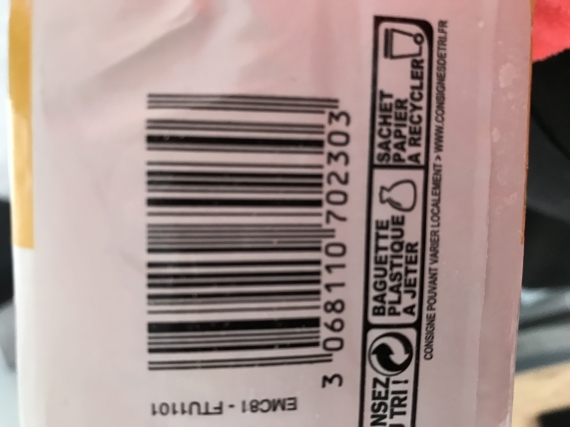 3 068110 702303
EMC81 - FTU1101
NSEZ
TRI !
BAGUETTE
PLASTIQUE
À JETER
SACHET
PAPIER
À RECYCLER
CONSIGNE POUVANT VARIER LOCALEMENT > WWW.CONSIGNESDETRI.FR